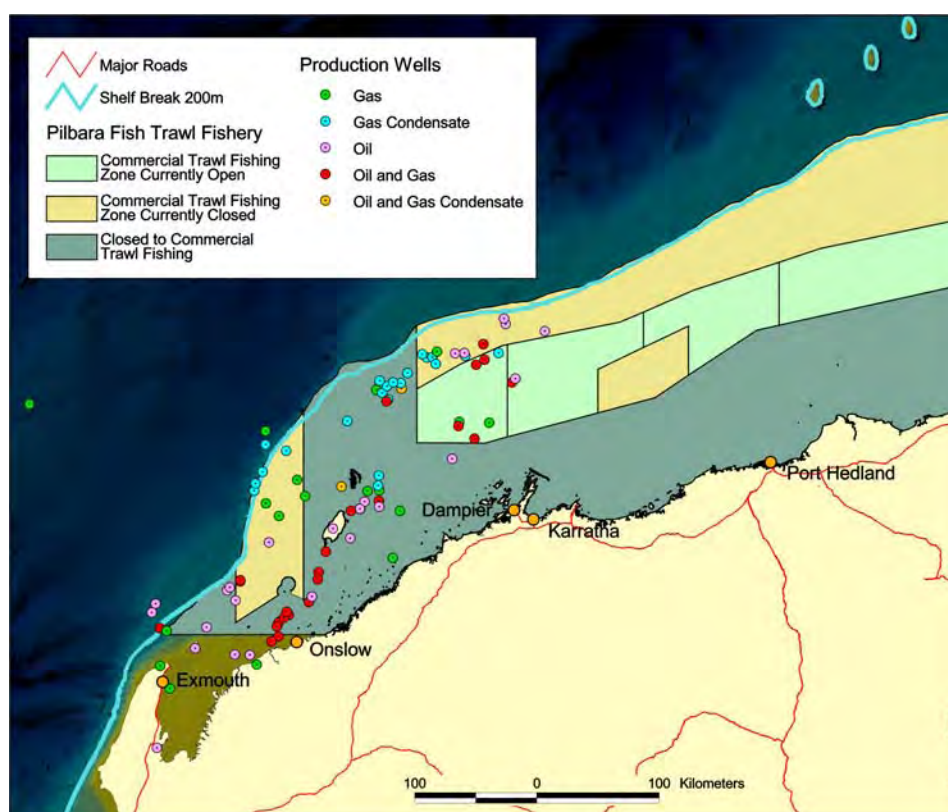 Major Roads
Shelf Break 200m
Pilbara Fish Trawl Fishery
Commercial Trawl Fishing
Zone Currently Open
Commercial Trawl Fishing
Zone Currently Closed
Closed to Commercial
Trawl Fishing
Production Wells
Gas
Gas Condensate
Oil
Oil and Gas
Oil and Gas Condensate
Port Hedland
Dampier
Karratha
Onslow
Exmouth
100 0 100 Kilometers